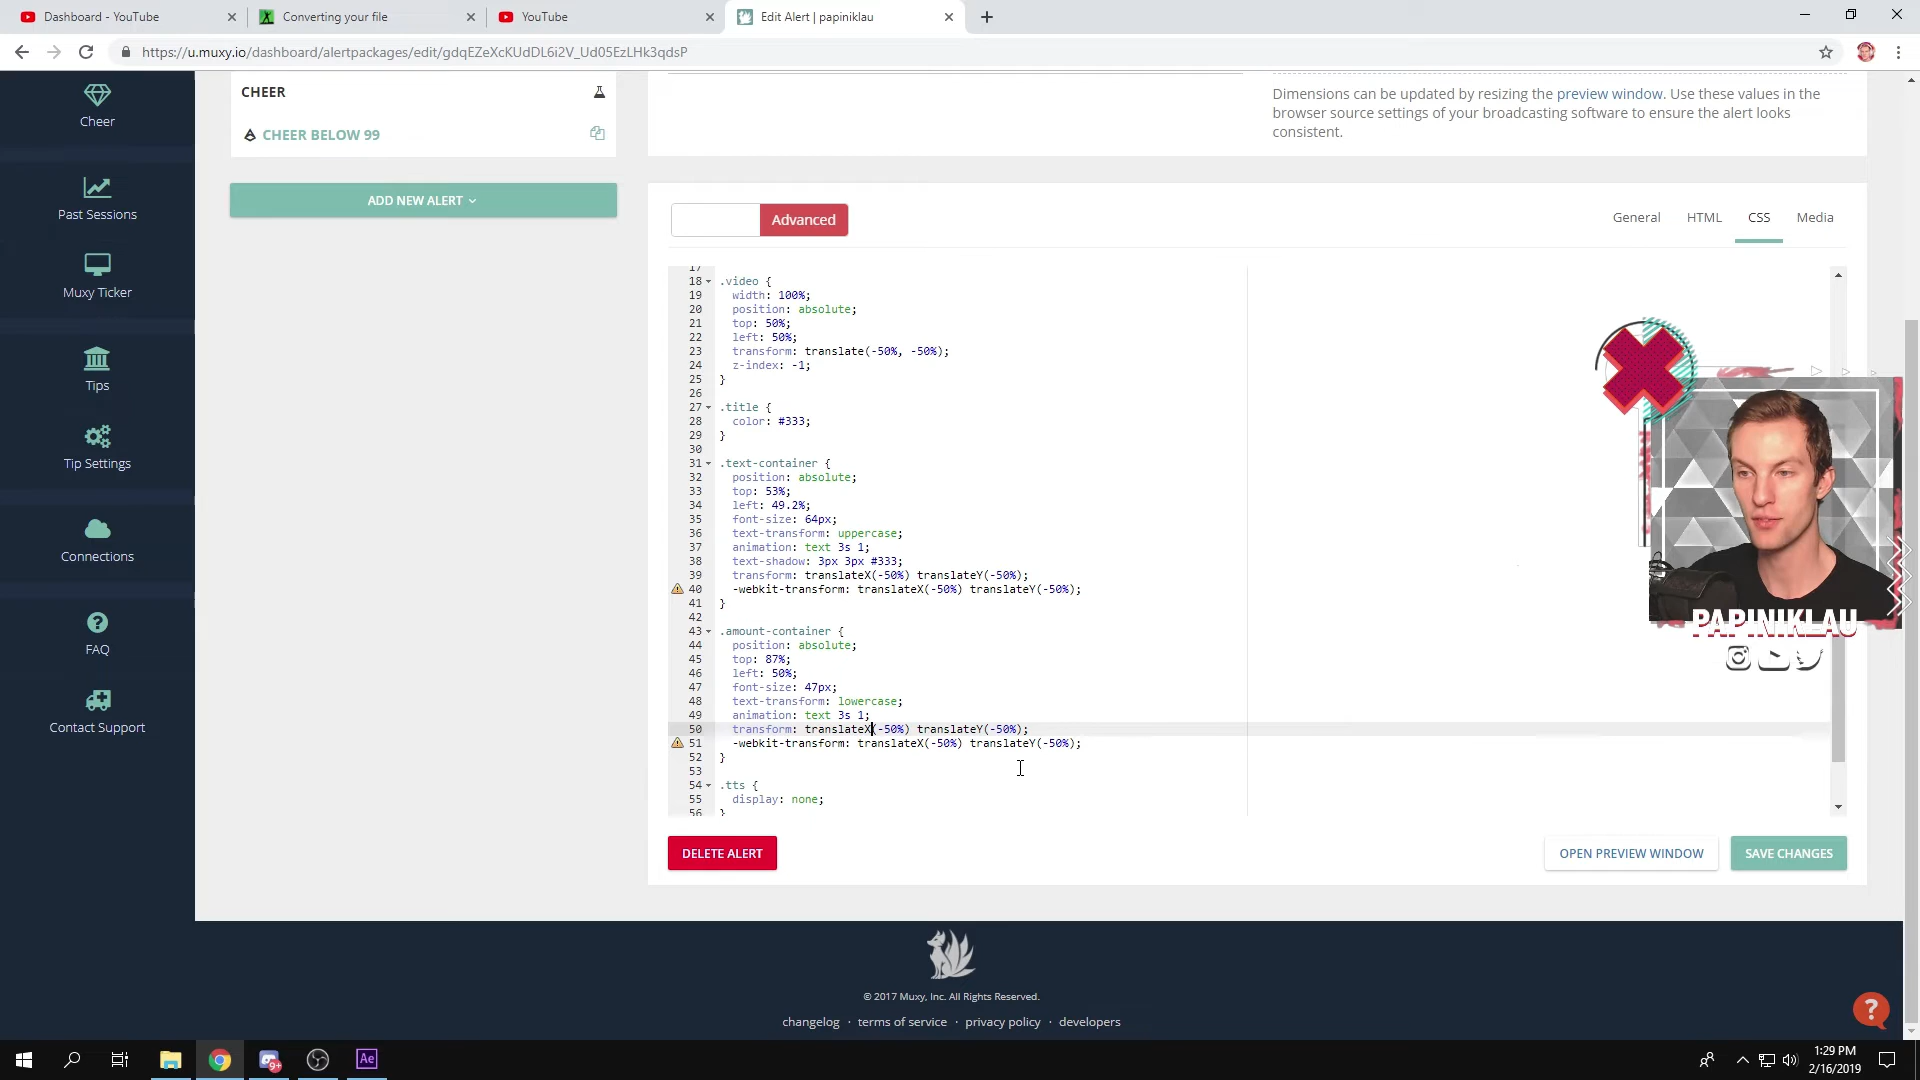 Dashboard - YouTube
Converting your file
YouTube
Edit Alert | papiniklau
https://u.muxy.io/dashboard/alertpackages/edit/gdqEZeXcKUdDL6i2V_Ud05EzLHk3qdsP
Cheer
Past Sessions
Muxy Ticker
Tips
Tip Settings
Connections
FAQ
Contact Support
CHEER
CHEER BELOW 99
ADD NEW ALERT
Dimensions can be updated by resizing the preview window. Use these values in the
browser source settings of your broadcasting software to ensure the alert looks
consistent.
Advanced
General HTML CSS Media
17
18 .video {
19 width: 100%;
20 position: absolute;
21 top: 50%;
22 left: 50%;
23 transform: translate(-50%, -50%);
24 z-index: -1;
25 }
26
27 .title {
28 color: #333;
29 }
30
31 .text-container {
32 position: absolute;
33 top: 53%;
34 left: 49.2%;
35 font-size: 64px;
36 text-transform: uppercase;
37 animation: text 3s 1;
38 text-shadow: 3px 3px #333;
39 transform: translateX(-50%) translateY(-50%);
40 -webkit-transform: translateX(-50%) translateY(-50%);
41 }
42
43 .amount-container {
44 position: absolute;
45 top: 87%;
46 left: 50%;
47 font-size: 47px;
48 text-transform: lowercase;
49 animation: text 3s 1;
50 transform: translateX(-50%) translateY(-50%);
51 -webkit-transform: translateX(-50%) translateY(-50%);
52 }
53
54 .tts {
55 display: none;
56 }
PAPINIKLAU
DELETE ALERT
OPEN PREVIEW WINDOW
SAVE CHANGES
© 2017 Muxy, Inc. All Rights Reserved.
changelog · terms of service · privacy policy · developers
?
9+
Ae
1:29 PM
2/16/2019